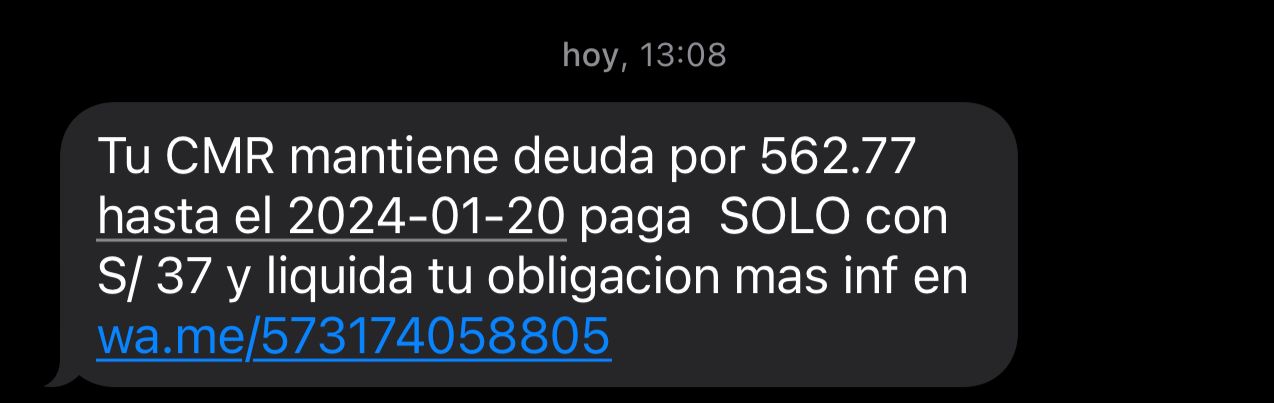 hoy, 13:08
Tu CMR mantiene deuda por 562.77
hasta el 2024-01-20 paga  SOLO con
S/ 37 y liquida tu obligacion mas inf en
wa.me/573174058805